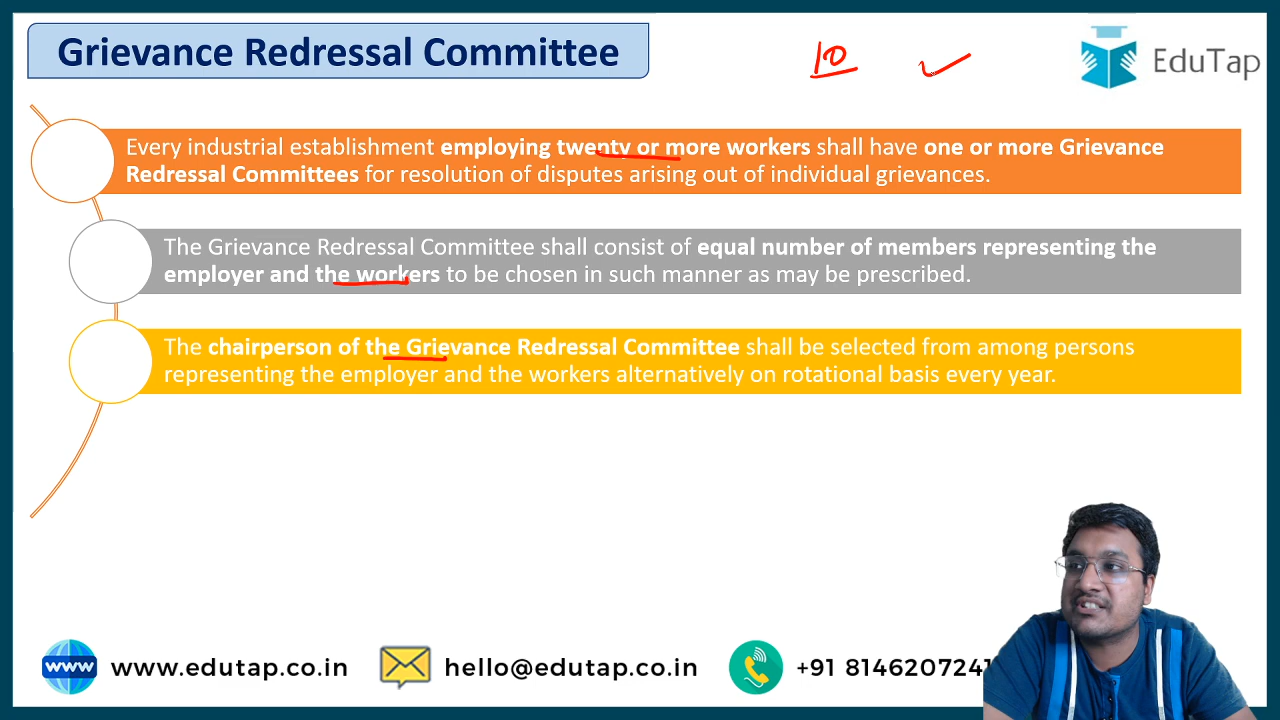 Grievance Redressal Committee
10
EduTap
Every industrial establishment employing twenty or more workers shall have one or more Grievance
Redressal Committees for resolution of disputes arising out of individual grievances.
The Grievance Redressal Committee shall consist of equal number of members representing the
employer and the workers to be chosen in such manner as may be prescribed.
The chairperson of the Grievance Redressal Committee shall be selected from among persons
representing the employer and the workers alternatively on rotational basis every year.
www www.edutap.co.in hello@edutap.co.in +91 8146207241